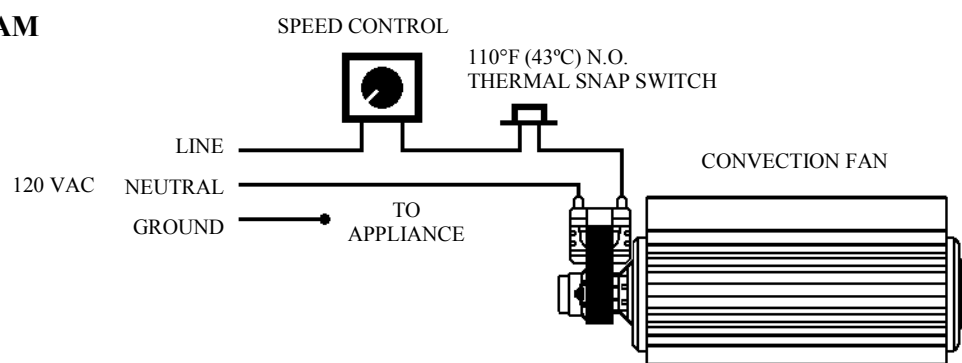 AM
SPEED CONTROL
110°F (43ºC) N.O.
THERMAL SNAP SWITCH
LINE
CONVECTION FAN
120 VAC
NEUTRAL
TO
APPLIANCE
GROUND